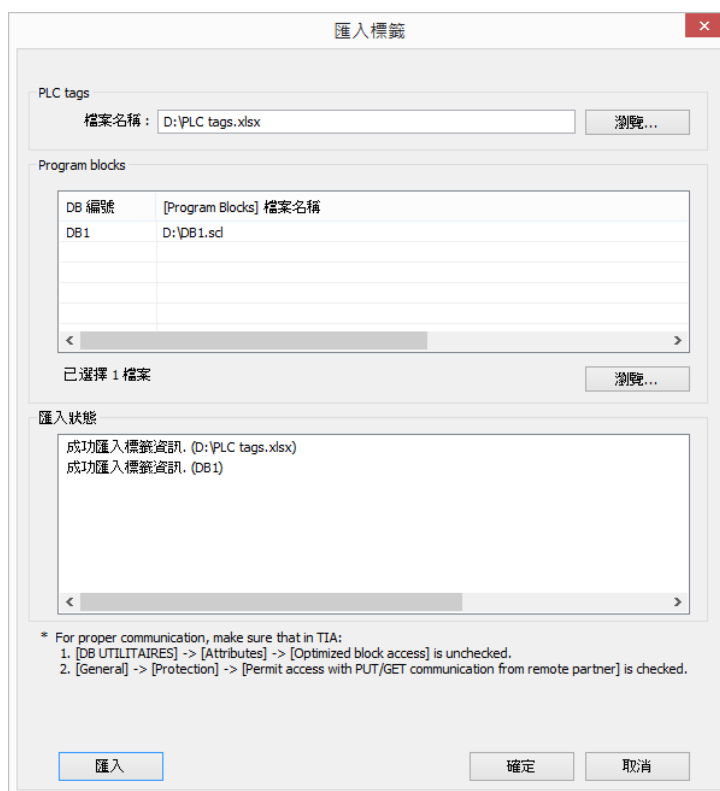 匯入標籤
PLC tags
檔案名稱：
D:\PLC tags.xlsx
瀏覽...
Program blocks
DB 編號
[Program Blocks] 檔案名稱
DB1
D:\DB1.scl
已選擇 1 檔案
瀏覽...
匯入狀態
成功匯入標籤資訊. (D:\PLC tags.xlsx)
成功匯入標籤資訊. (DB1)
* For proper communication, make sure that in TIA:
1. [DB UTILITAIRES] -> [Attributes] -> [Optimized block access] is unchecked.
2. [General] -> [Protection] -> [Permit access with PUT/GET communication from remote partner] is checked.
匯入
確定
取消